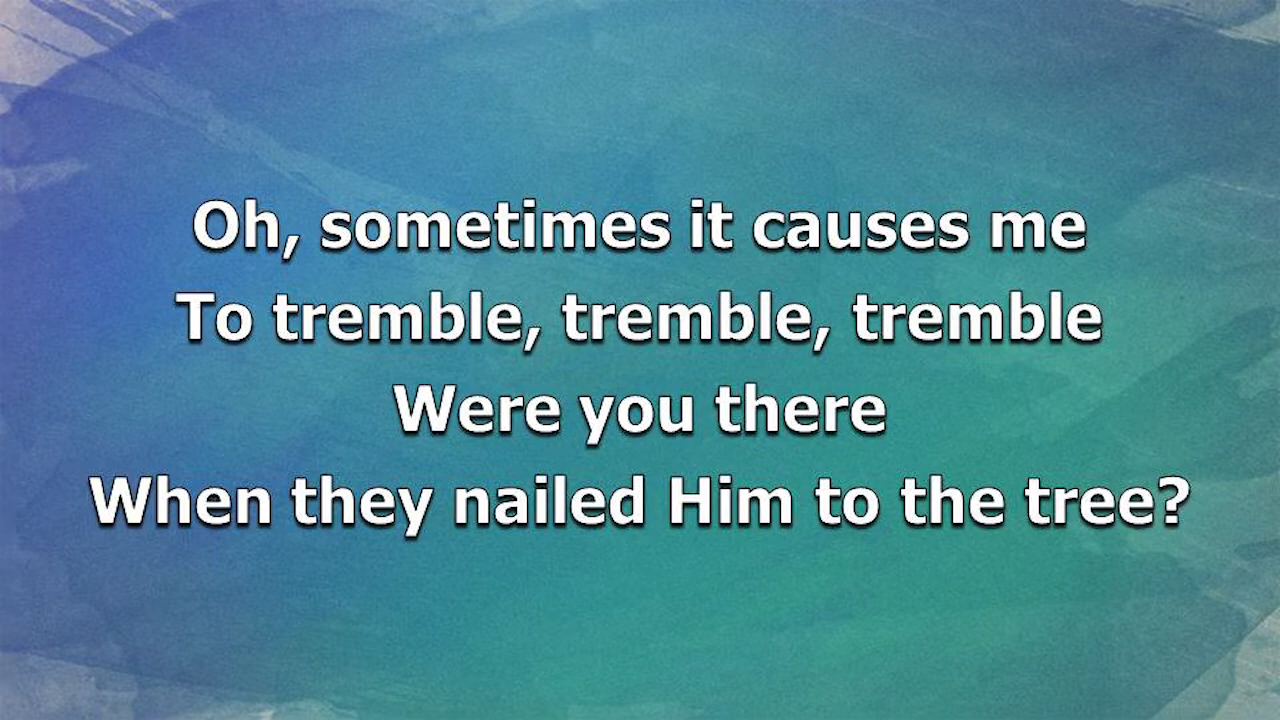 Oh, sometimes it causes me
To tremble, tremble, tremble
Were you there
When they nailed Him to the tree?